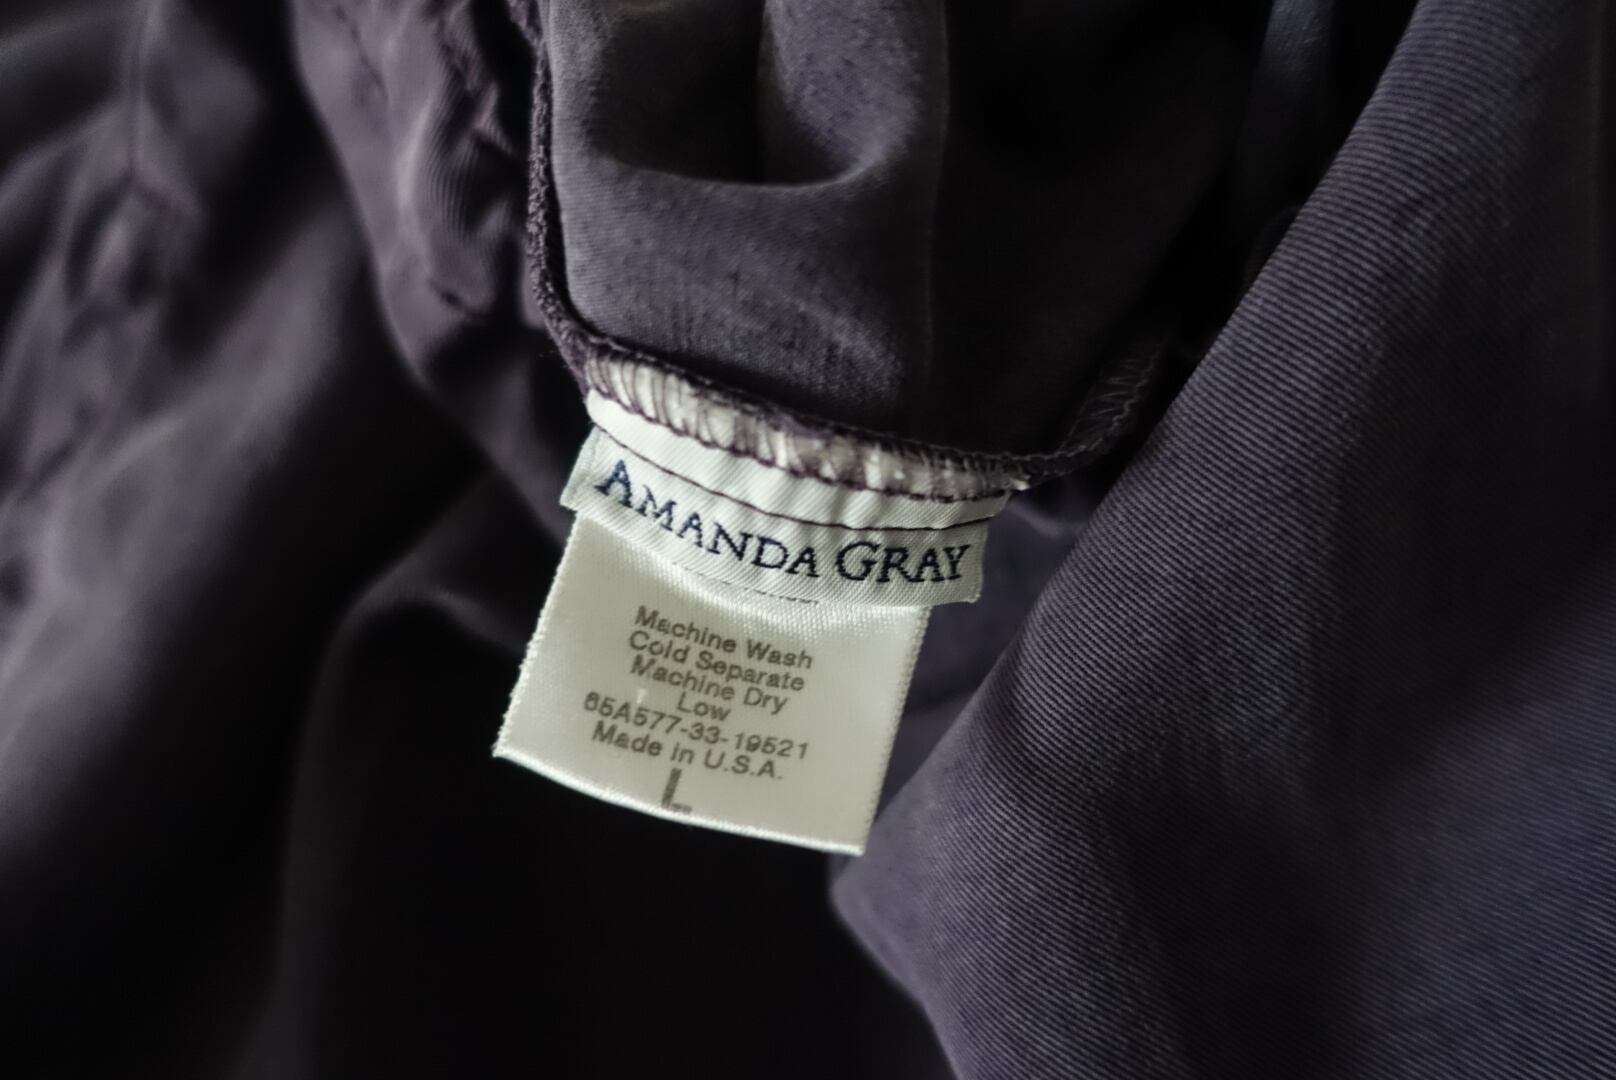 AMANDA GRAY
Machine Wash
Cold Separate
Machine Dry
Low
65A577-33-19521
Made in U.S.A.
L